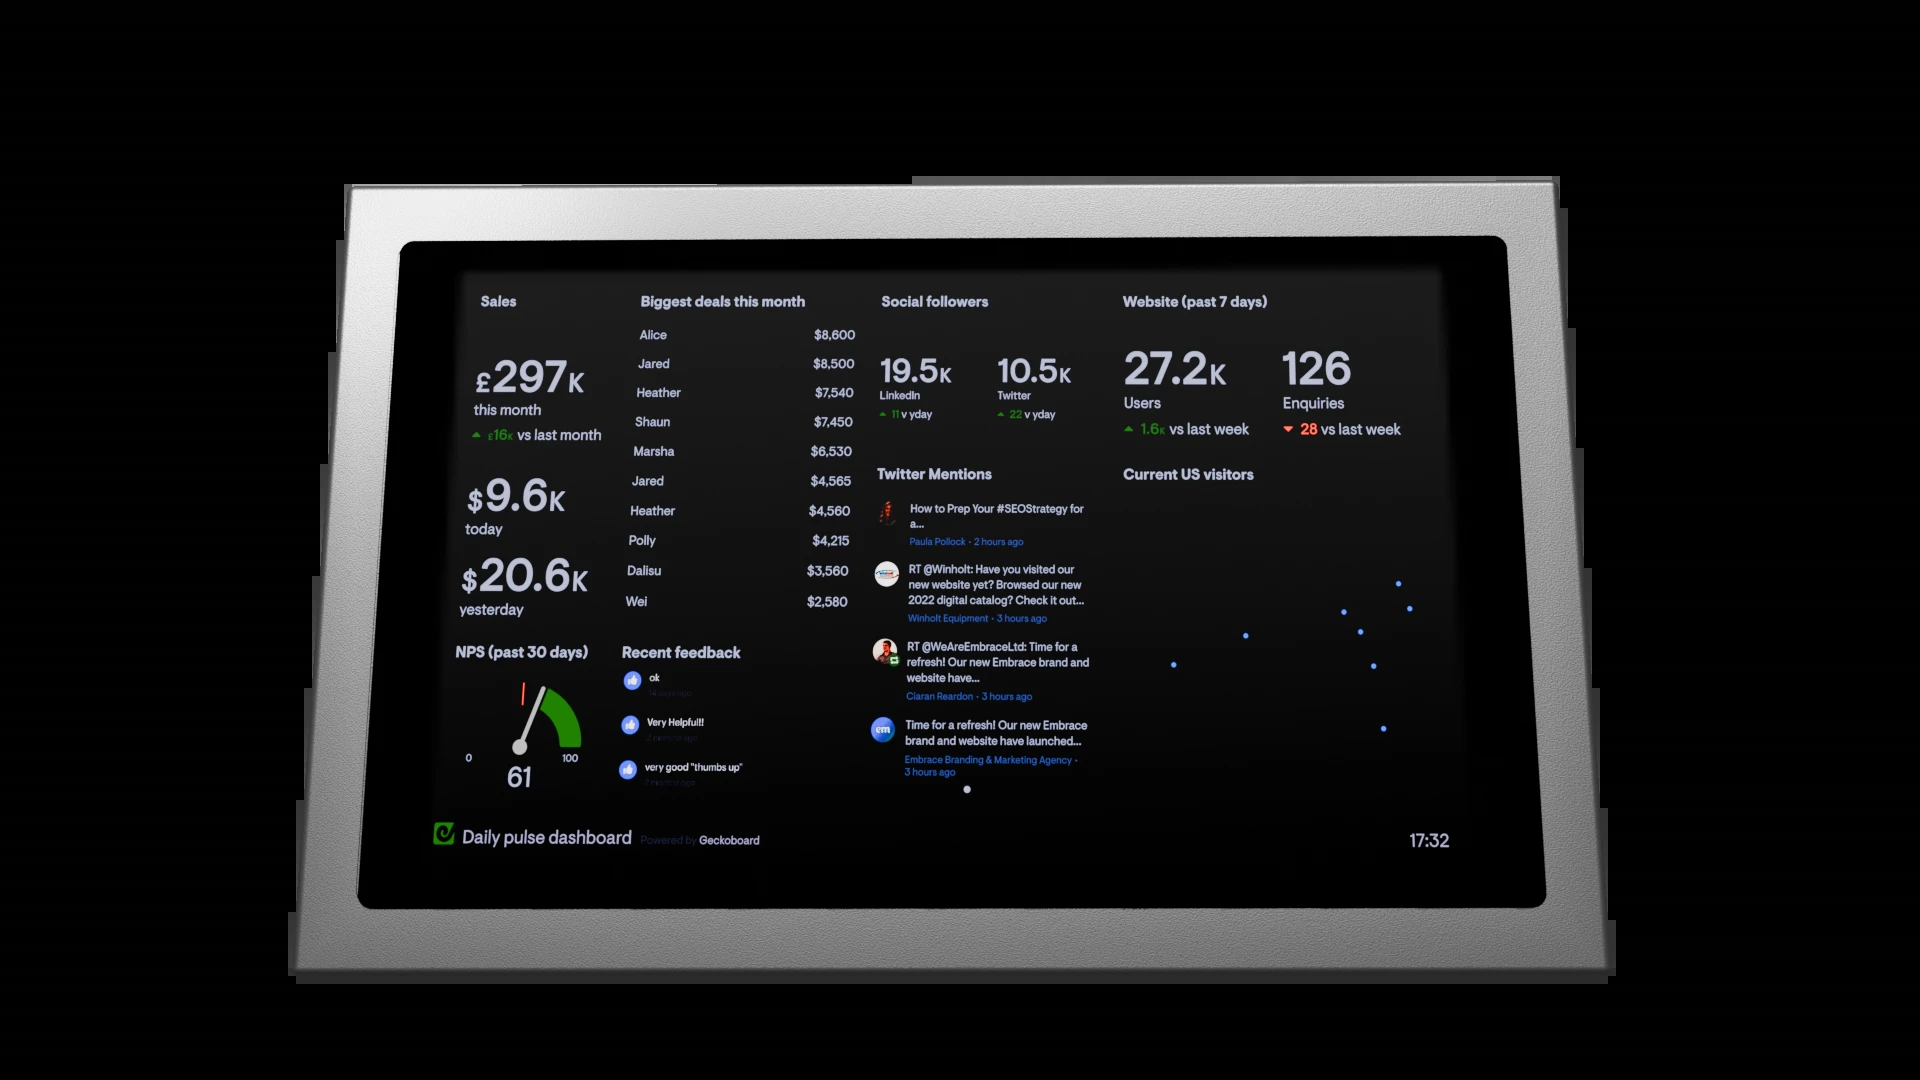 Sales
£297K
this month
£16K vs last month
$9.6K
today
$20.6K
yesterday
NPS (past 30 days)
0
100
61
Biggest deals this month
Alice $8,600
Jared $8,500
Heather $7,540
Shaun $7,450
Marsha $6,530
Jared $4,565
Heather $4,560
Polly $4,215
Dalisu $3,560
Wei $2,580
Recent feedback
ok
Very Helpful!!!
very good "thumbs up"
Social followers
19.5K
LinkedIn
11 v yday
10.5K
Twitter
22 v yday
Twitter Mentions
How to Prep Your #SEOStrategy for
a...
Paula Pollock · 2 hours ago
RT @Winholt: Have you visited our
new website yet? Browsed our new
2022 digital catalog? Check it out...
Winholt Equipment · 3 hours ago
RT @WeAreEmbraceLtd: Time for a
refresh! Our new Embrace brand and
website have...
Ciaran Reardon · 3 hours ago
em
Time for a refresh! Our new Embrace
brand and website have launched...
Embrace Branding & Marketing Agency ·
3 hours ago
Website (past 7 days)
27.2K
Users
1.6K vs last week
126
Enquiries
28 vs last week
Current US visitors
Daily pulse dashboard Powered by Geckoboard
17:32